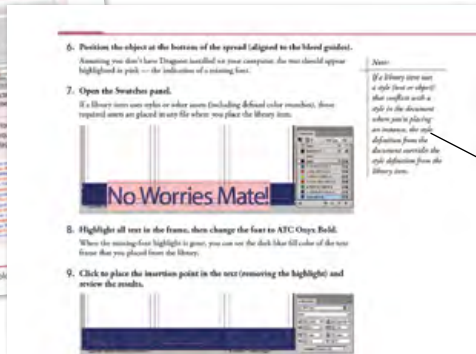 6. Position the object at the bottom of the spread (aligned to the bleed guides).
Assuming you don't have Dragonst installed on your computer, the text should appear
highlighted in pink — the indication of a missing font.
7. Open the Swatches panel.
If a library item uses styles or other assets (including defined color swatches), those
required assets are placed in any file where you place the library item.
No Worries Mate!
8. Highlight all text in the frame, then change the font to ATC Onyx Bold.
When the missing-font highlight is gone, you can see the dark blue fill color of the text
frame that you placed from the library.
9. Click to place the insertion point in the text (removing the highlight) and
review the results.
Note:
If a library item uses
a style (text or object)
that conflicts with a
style in the document
where you're placing
an instance, the style
definition from the
document overrides the
style definition from the
library item.